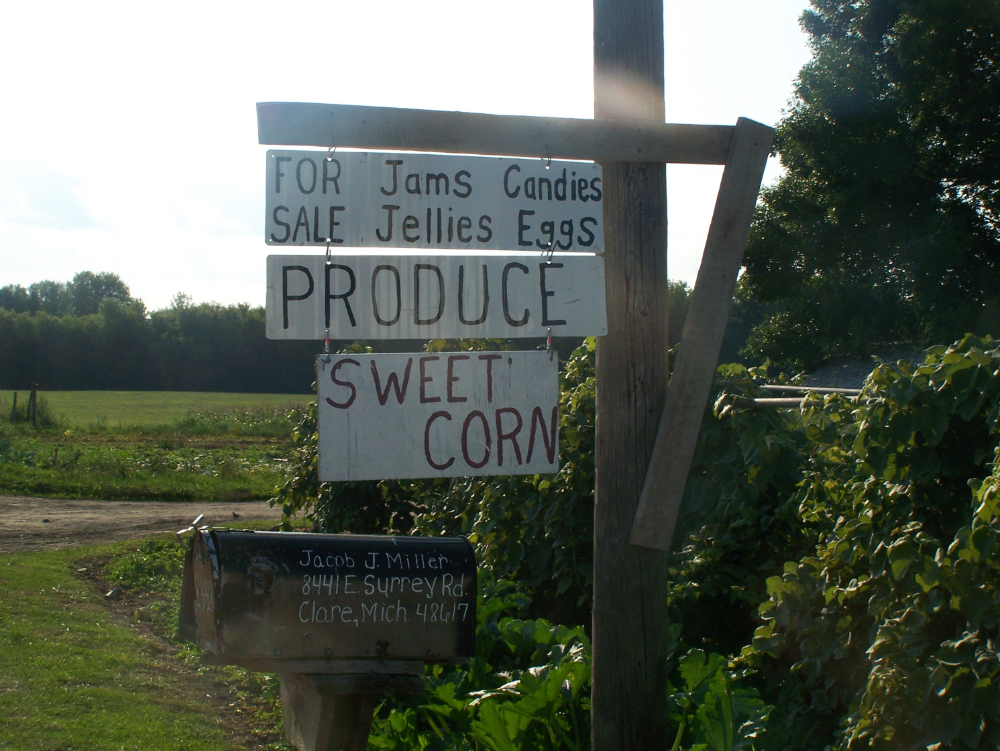 FOR Jams Candies
SALE Jellies Eggs
PRODUCE
SWEET
CORN
Jacob J. Miller
8441 E. Surrey Rd.
Clare, Mich. 48617